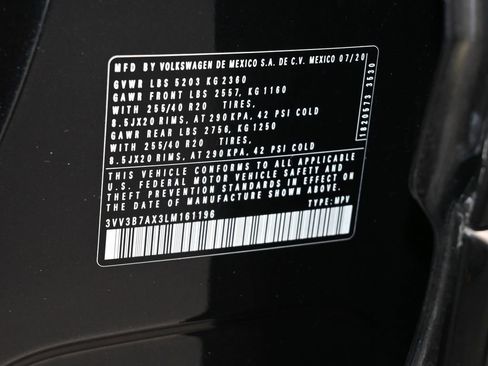 MFD BY VOLKSWAGEN DE MEXICO S.A. DE C.V. MEXICO 07/20
GVWR LBS 5203 KG 2360
GAWR FRONT LBS 2557, KG 1160
WITH 255/40 R20 TIRES,
8.5JX20 RIMS, AT 290 KPA, 42 PSI COLD
GAWR REAR LBS 2756, KG 1250
WITH 255/40 R20 TIRES,
8.5JX20 RIMS, AT 290 KPA, 42 PSI COLD
THIS VEHICLE CONFORMS TO ALL APPLICABLE
U.S. FEDERAL MOTOR VEHICLE SAFETY AND
THEFT PREVENTION STANDARDS IN EFFECT ON
THE DATE OF MANUFACTURE SHOWN ABOVE
3VV3B7AX3LM161196 TYPE: MPV
1820573 3530